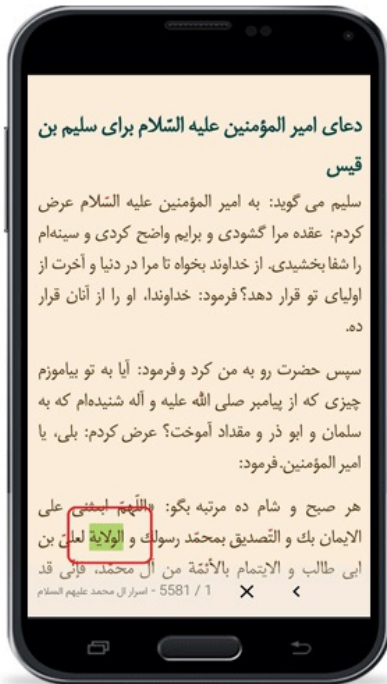 دعای امیر المؤمنین علیه السّلام برای سلیم بن
قیس
سلیم می گوید: به امیر المؤمنین علیه السّلام عرض
کردم: عقده مرا گشودی و برایم واضح کردی و سینه‌ام
را شفا بخشیدی. از خداوند بخواه تا مرا در دنیا و آخرت از
اولیای تو قرار دهد؟ فرمود: خداوندا، او را از آنان قرار
ده.
سپس حضرت رو به من کرد و فرمود: آیا به تو بیاموزم
چیزی که از پیامبر صلی الله علیه و آله شنیده‌ام که به
سلمان و ابو ذر و مقداد آموخت؟ عرض کردم: بلی، یا
امیر المؤمنین.فرمود:
هر صبح و شام ده مرتبه بگو: «اللّهمّ ابعثنی علی
الایمان بك و التّصدیق بمحمّد رسولك و الولایة لعلیّ بن
ابی طالب و الایتمام بالأئمّة من آل محمّد، فإنّی قد
5581 / 1 - اسرار ال محمد علیهم السلام